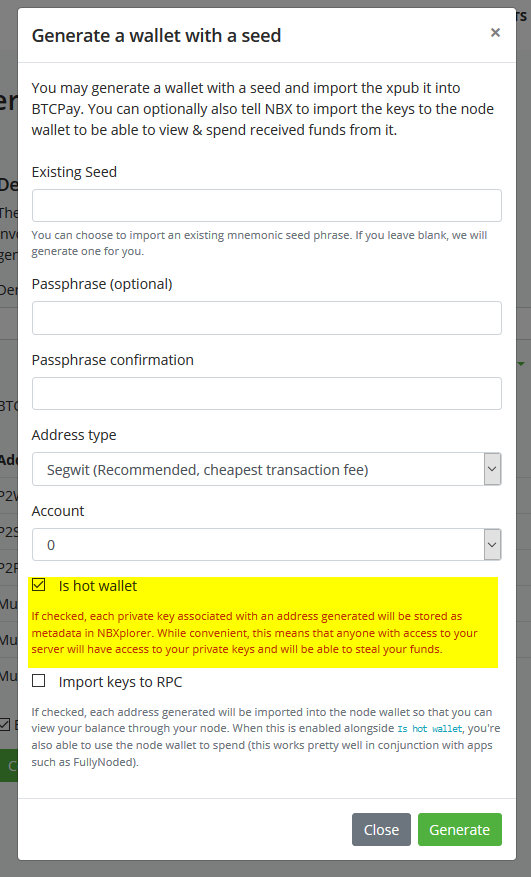 TS
Generate a wallet with a seed
×
You may generate a wallet with a seed and import the xpub it into
BTCPay. You can optionally also tell NBX to import the keys to the node
wallet to be able to view & spend received funds from it.
Existing Seed
You can choose to import an existing mnemonic seed phrase. If you leave blank, we will
generate one for you.
Passphrase (optional)
Passphrase confirmation
Address type
Segwit (Recommended, cheapest transaction fee)
Account
0
Is hot wallet
If checked, each private key associated with an address generated will be stored as
metadata in NBXplorer. While convenient, this means that anyone with access to your
server will have access to your private keys and will be able to steal your funds.
Import keys to RPC
If checked, each address generated will be imported into the node wallet so that you can
view your balance through your node. When this is enabled alongside Is hot wallet, you're
also able to use the node wallet to spend (this works pretty well in conjunction with apps
such as FullyNoded).
Close
Generate